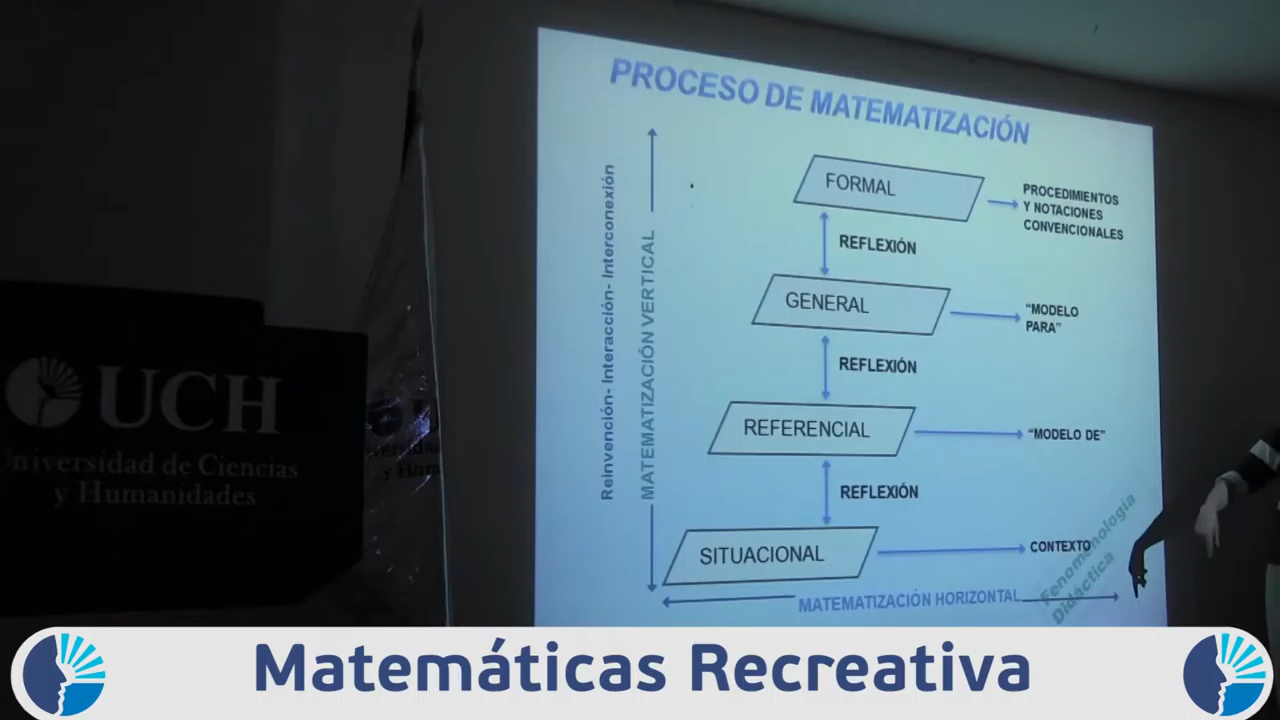 PROCESO DE MATEMATIZACIÓN
Reinvención- Interacción- Interconexión
MATEMATIZACIÓN VERTICAL
FORMAL
PROCEDIMIENTOS
Y NOTACIONES
CONVENCIONALES
REFLEXIÓN
GENERAL
“MODELO
PARA”
REFLEXIÓN
REFERENCIAL
“MODELO DE”
REFLEXIÓN
SITUACIONAL
CONTEXTO
Fenomenología
Didáctica
MATEMATIZACIÓN HORIZONTAL
UCH
Universidad de Ciencias
y Humanidades
Matemáticas Recreativa